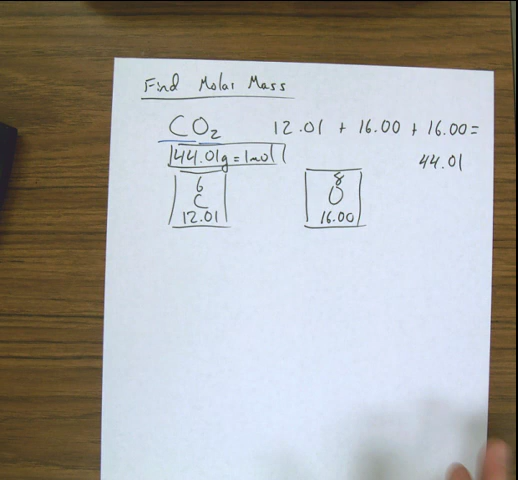 Find Molar Mass
CO₂ 12.01 + 16.00 + 16.00 =
44.01g = 1mol 44.01
6 8
C O
12.01 16.00